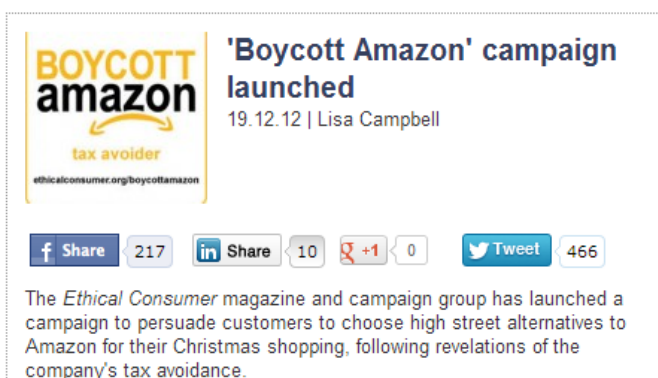 BOYCOTT
amazon
tax avoider
ethicalconsumer.org/boycottamazon
'Boycott Amazon' campaign
launched
19.12.12 | Lisa Campbell
f Share 217 in Share 10 g +1 0 Tweet 466
The Ethical Consumer magazine and campaign group has launched a
campaign to persuade customers to choose high street alternatives to
Amazon for their Christmas shopping, following revelations of the
company's tax avoidance.